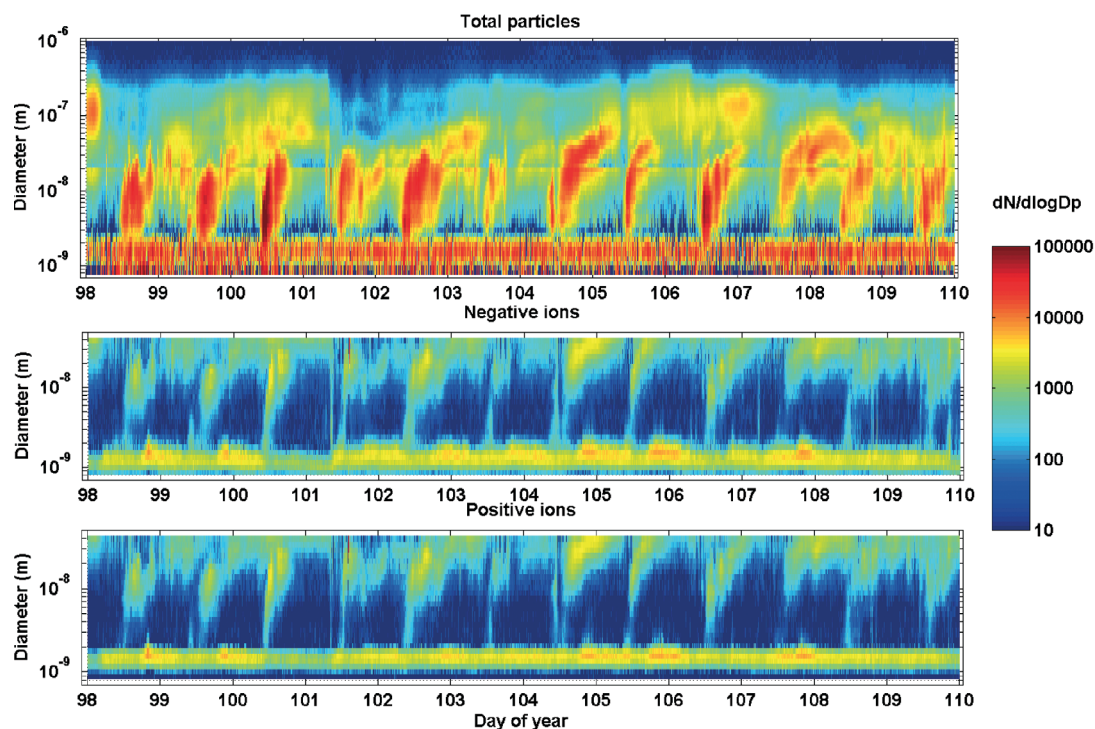 Total particles
Diameter (m)
10^-6
10^-7
10^-8
10^-9
98 99 100 101 102 103 104 105 106 107 108 109 110
Negative ions
Diameter (m)
10^-8
10^-9
98 99 100 101 102 103 104 105 106 107 108 109 110
Positive ions
Diameter (m)
10^-8
10^-9
98 99 100 101 102 103 104 105 106 107 108 109 110
Day of year
dN/dlogDp
100000
10000
1000
100
10